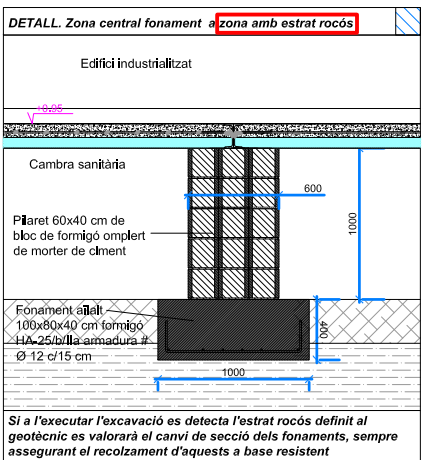 DETALL. Zona central fonament a zona amb estrat rocós
Edifici industrialitzat
+0.05
Cambra sanitària
600
1000
Pilaret 60x40 cm de
bloc de formigó omplert
de morter de ciment
Fonament aïllalt
100x80x40 cm formigó
HA-25/b/lla armadura #
Ø 12 c/15 cm
400
1000
Si a l'executar l'excavació es detecta l'estrat rocós definit al
geotècnic es valorarà el canvi de secció dels fonaments, sempre
assegurant el recolzament d'aquests a base resistent